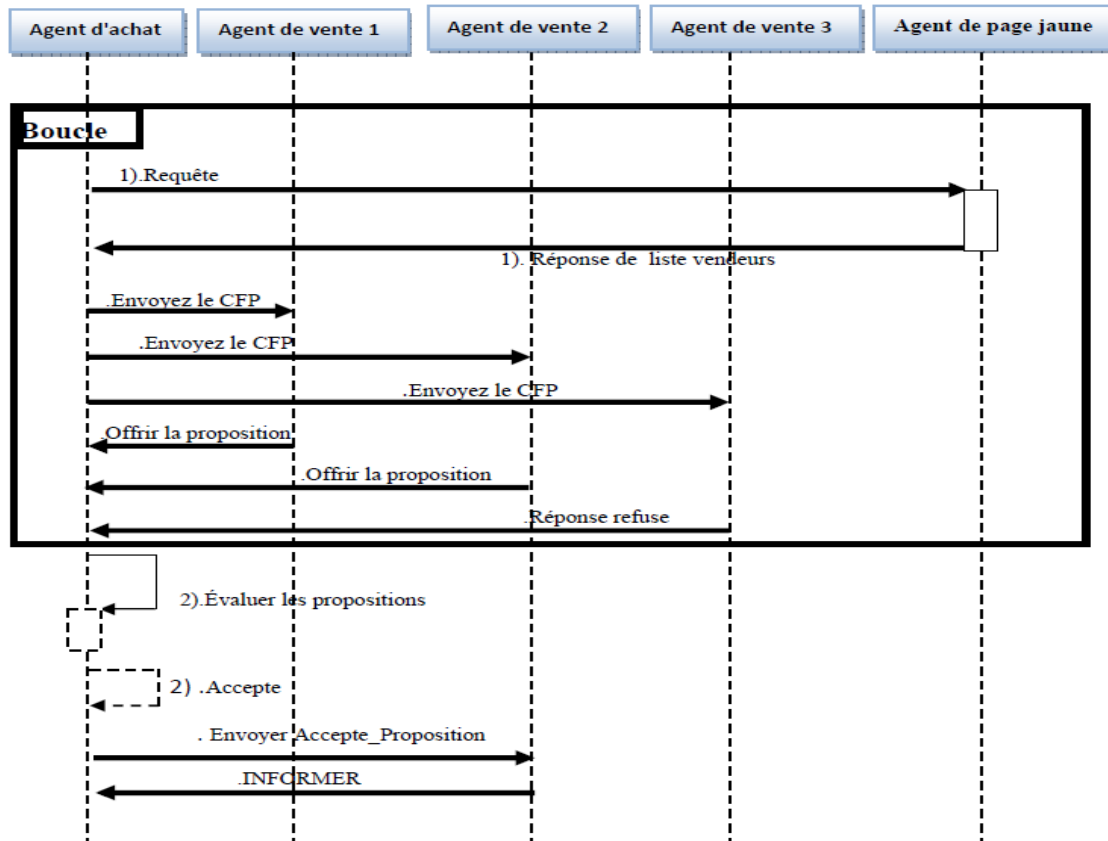 Agent d'achat
Agent de vente 1
Agent de vente 2
Agent de vente 3
Agent de page jaune
Boucle
1).Requête
1). Réponse de liste vendeurs
.Envoyez le CFP
.Envoyez le CFP
.Envoyez le CFP
.Offrir la proposition
.Offrir la proposition
.Réponse refuse
2).Évaluer les propositions
2) .Accepte
. Envoyer Accepte_Proposition
.INFORMER